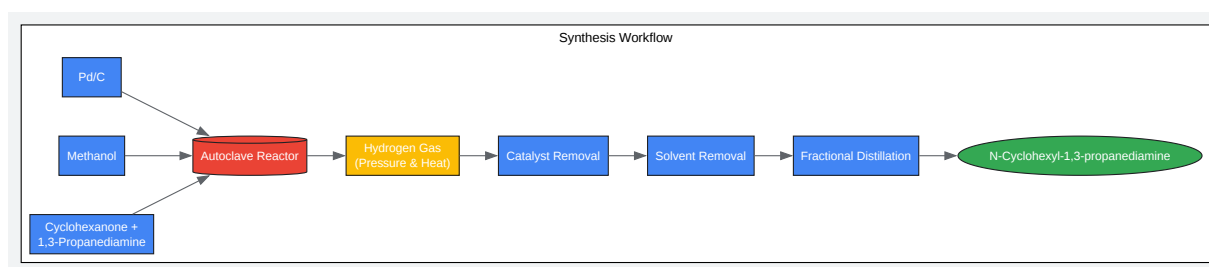 Synthesis Workflow
Pd/C
Methanol
Cyclohexanone +
1,3-Propanediamine
Autoclave Reactor
Hydrogen Gas
(Pressure & Heat)
Catalyst Removal
Solvent Removal
Fractional Distillation
N-Cyclohexyl-1,3-propanediamine